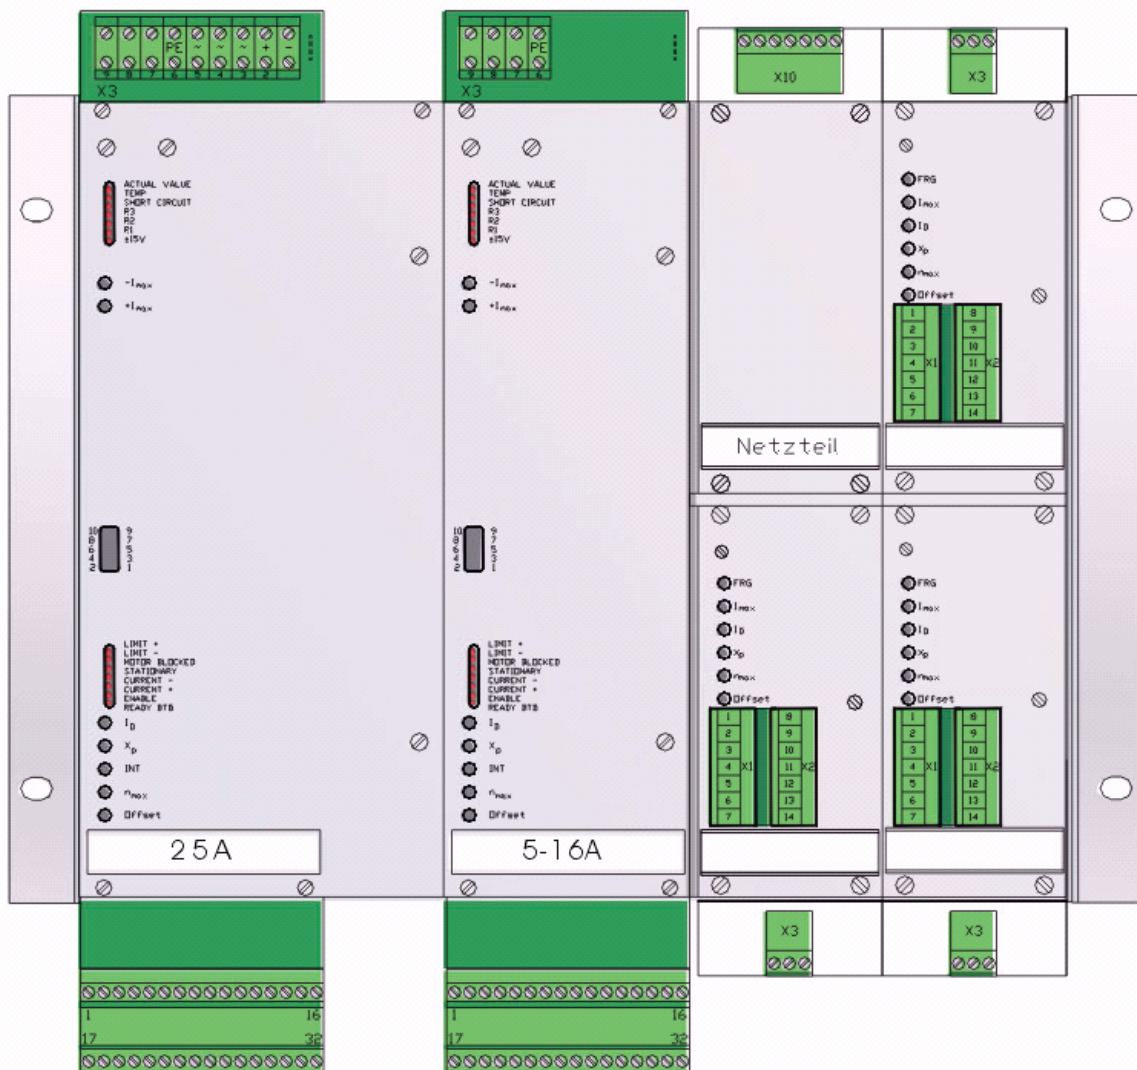 PE ~ ~ ~ + -
9 8 7 6 5 4 3 2
X3
ACTUAL VALUE
TEMP
SHORT CIRCUIT
R3
R2
R1
±15V
-Imax
+Imax
10 9
8 7
6 5
4 3
2 1
LIMIT +
LIMIT -
MOTOR BLOCKED
STATIONARY
CURRENT -
CURRENT +
ENABLE
READY BTB
ID
Xp
INT
nmax
Offset
25A
1 16
17 32
PE
9 8 7 6
X3
ACTUAL VALUE
TEMP
SHORT CIRCUIT
R3
R2
R1
±15V
-Imax
+Imax
10 9
8 7
6 5
4 3
2 1
LIMIT +
LIMIT -
MOTOR BLOCKED
STATIONARY
CURRENT -
CURRENT +
ENABLE
READY BTB
ID
Xp
INT
nmax
Offset
5-16A
1 16
17 32
X10
Netzteil
X3
FRG
Imax
ID
Xp
nmax
Offset
1 8
2 9
3 10
4 X1 11 X2
5 12
6 13
7 14
FRG
Imax
ID
Xp
nmax
Offset
1 8
2 9
3 10
4 X1 11 X2
5 12
6 13
7 14
X3
FRG
Imax
ID
Xp
nmax
Offset
1 8
2 9
3 10
4 X1 11 X2
5 12
6 13
7 14
X3